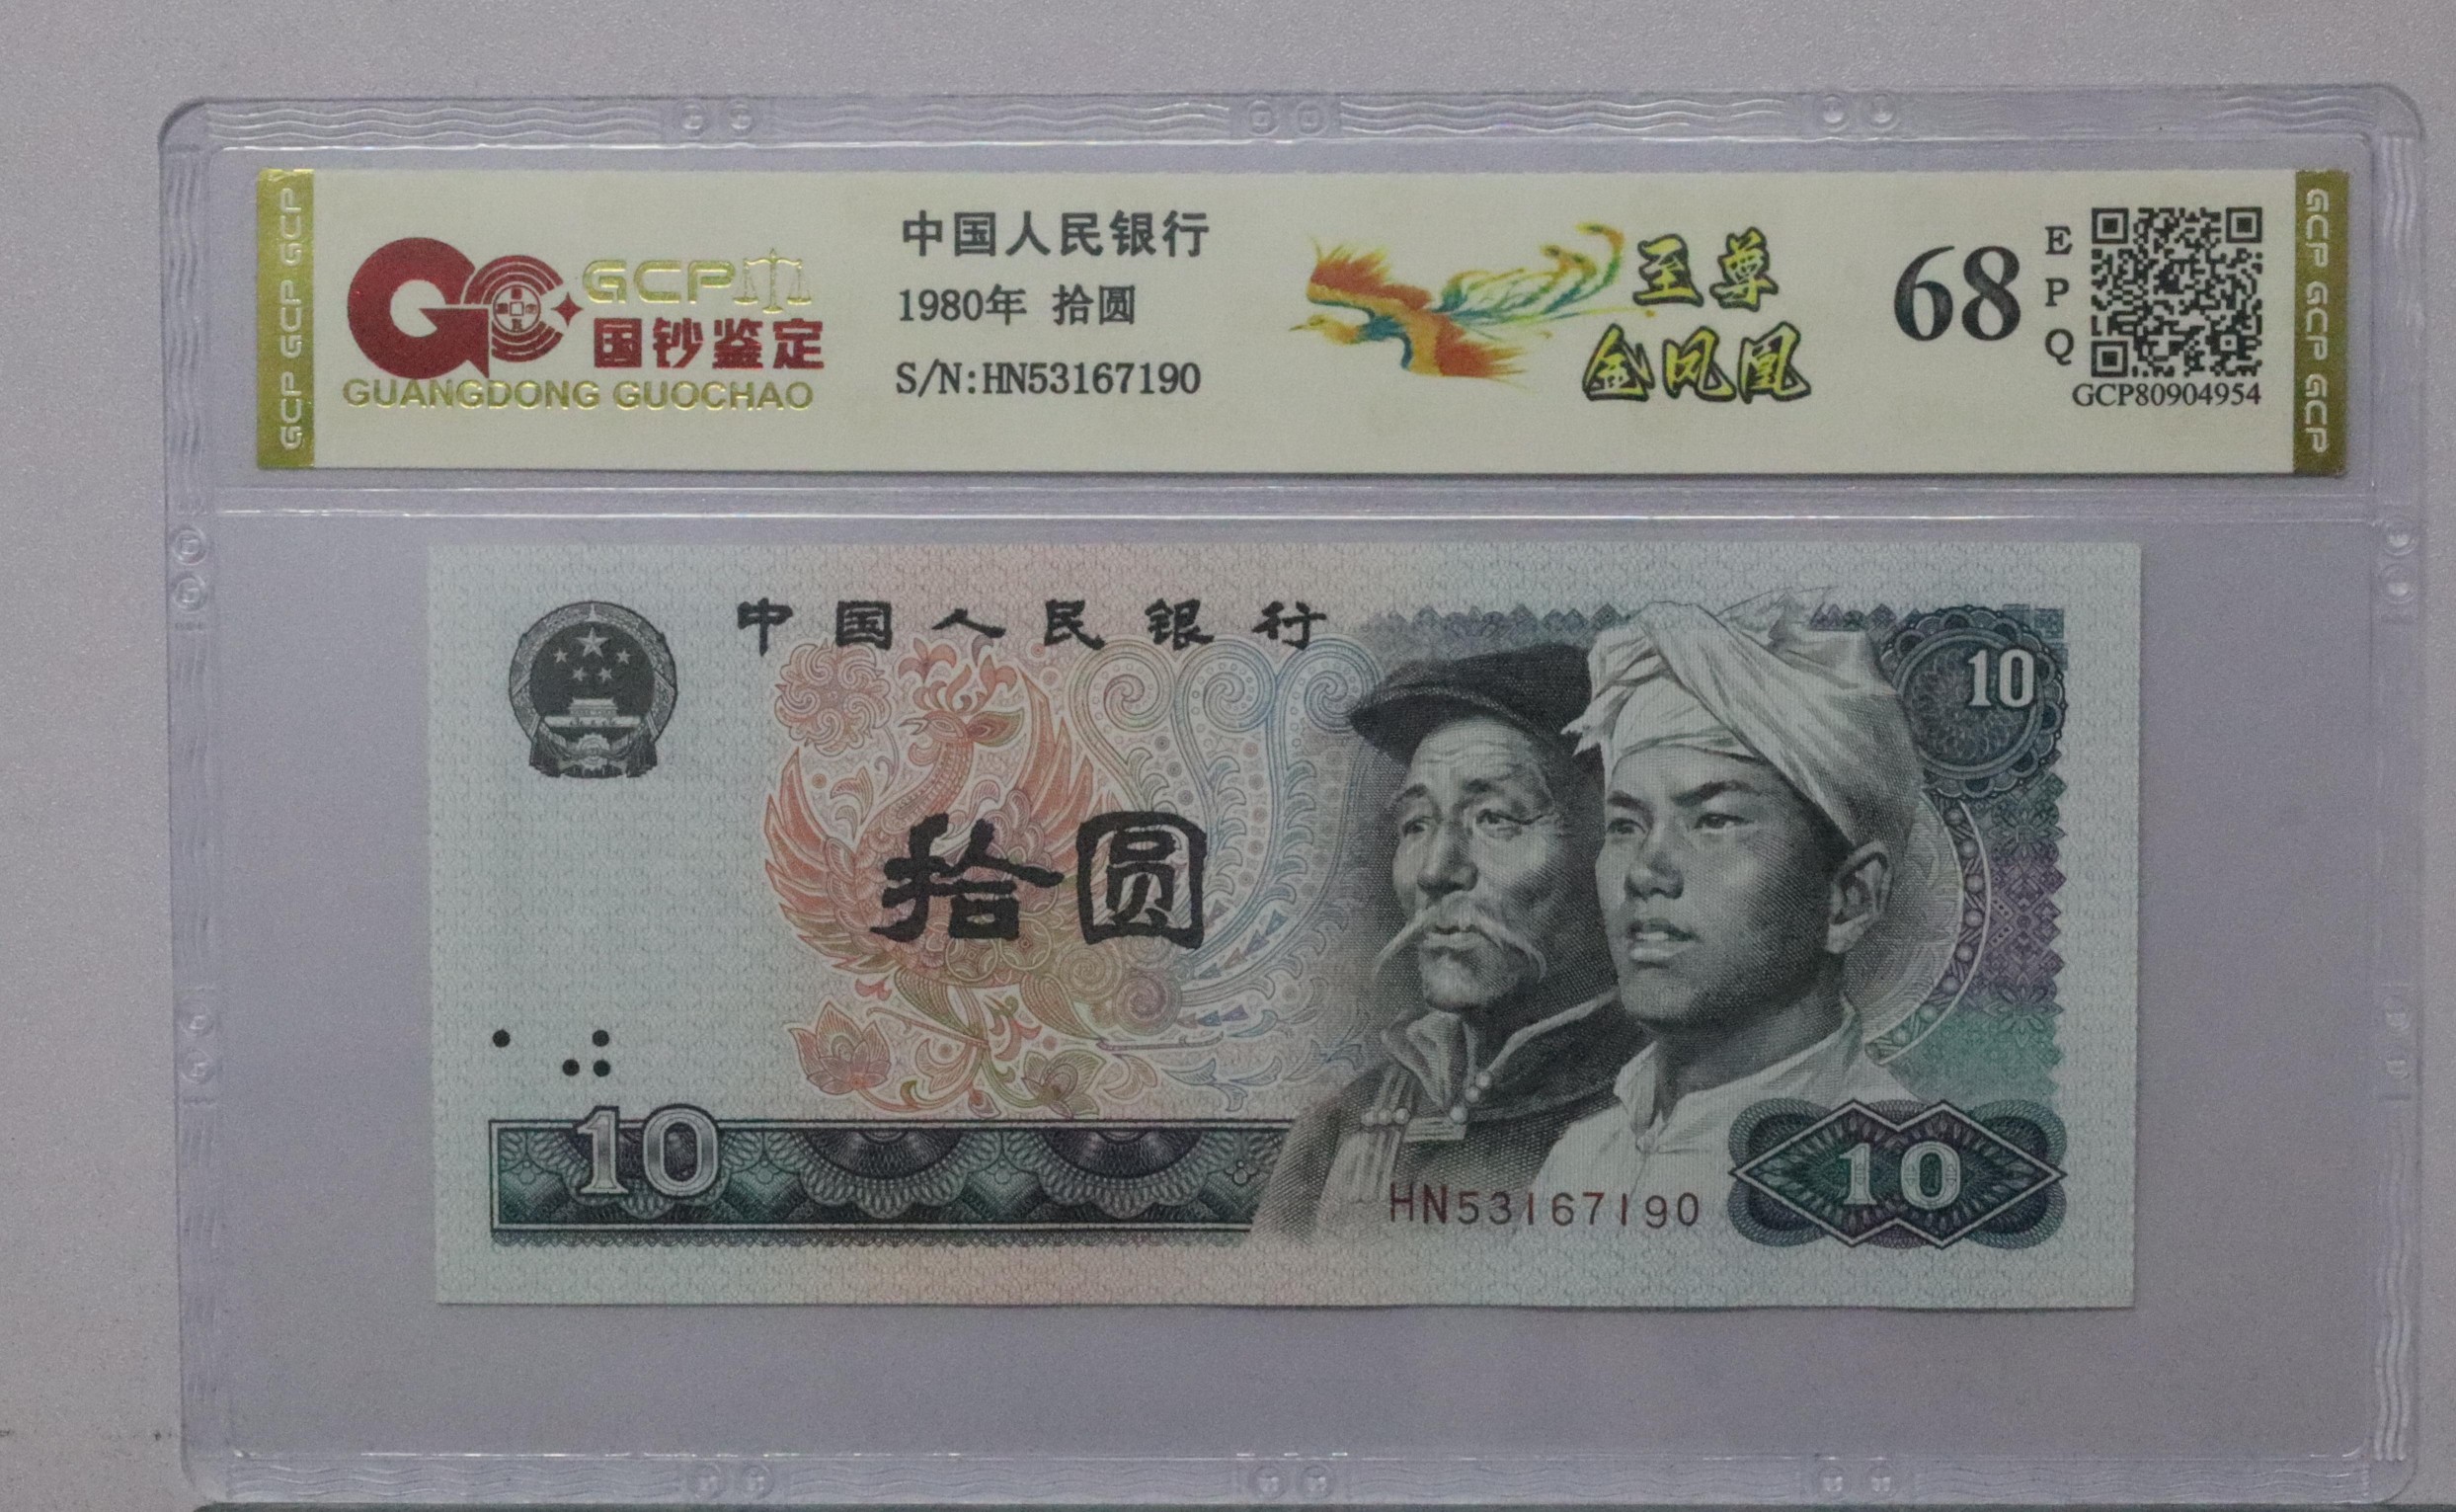 GCP GCP GCP
GCP
国钞鉴定
GUANGDONG GUOCHAO
中国人民银行
1980年 拾圆
S/N:HN53167190
至尊
金凤凰
68
E
P
Q
GCP80904954
GCP GCP GCP
中国人民银行
10
拾圆
10
HN53167190
10